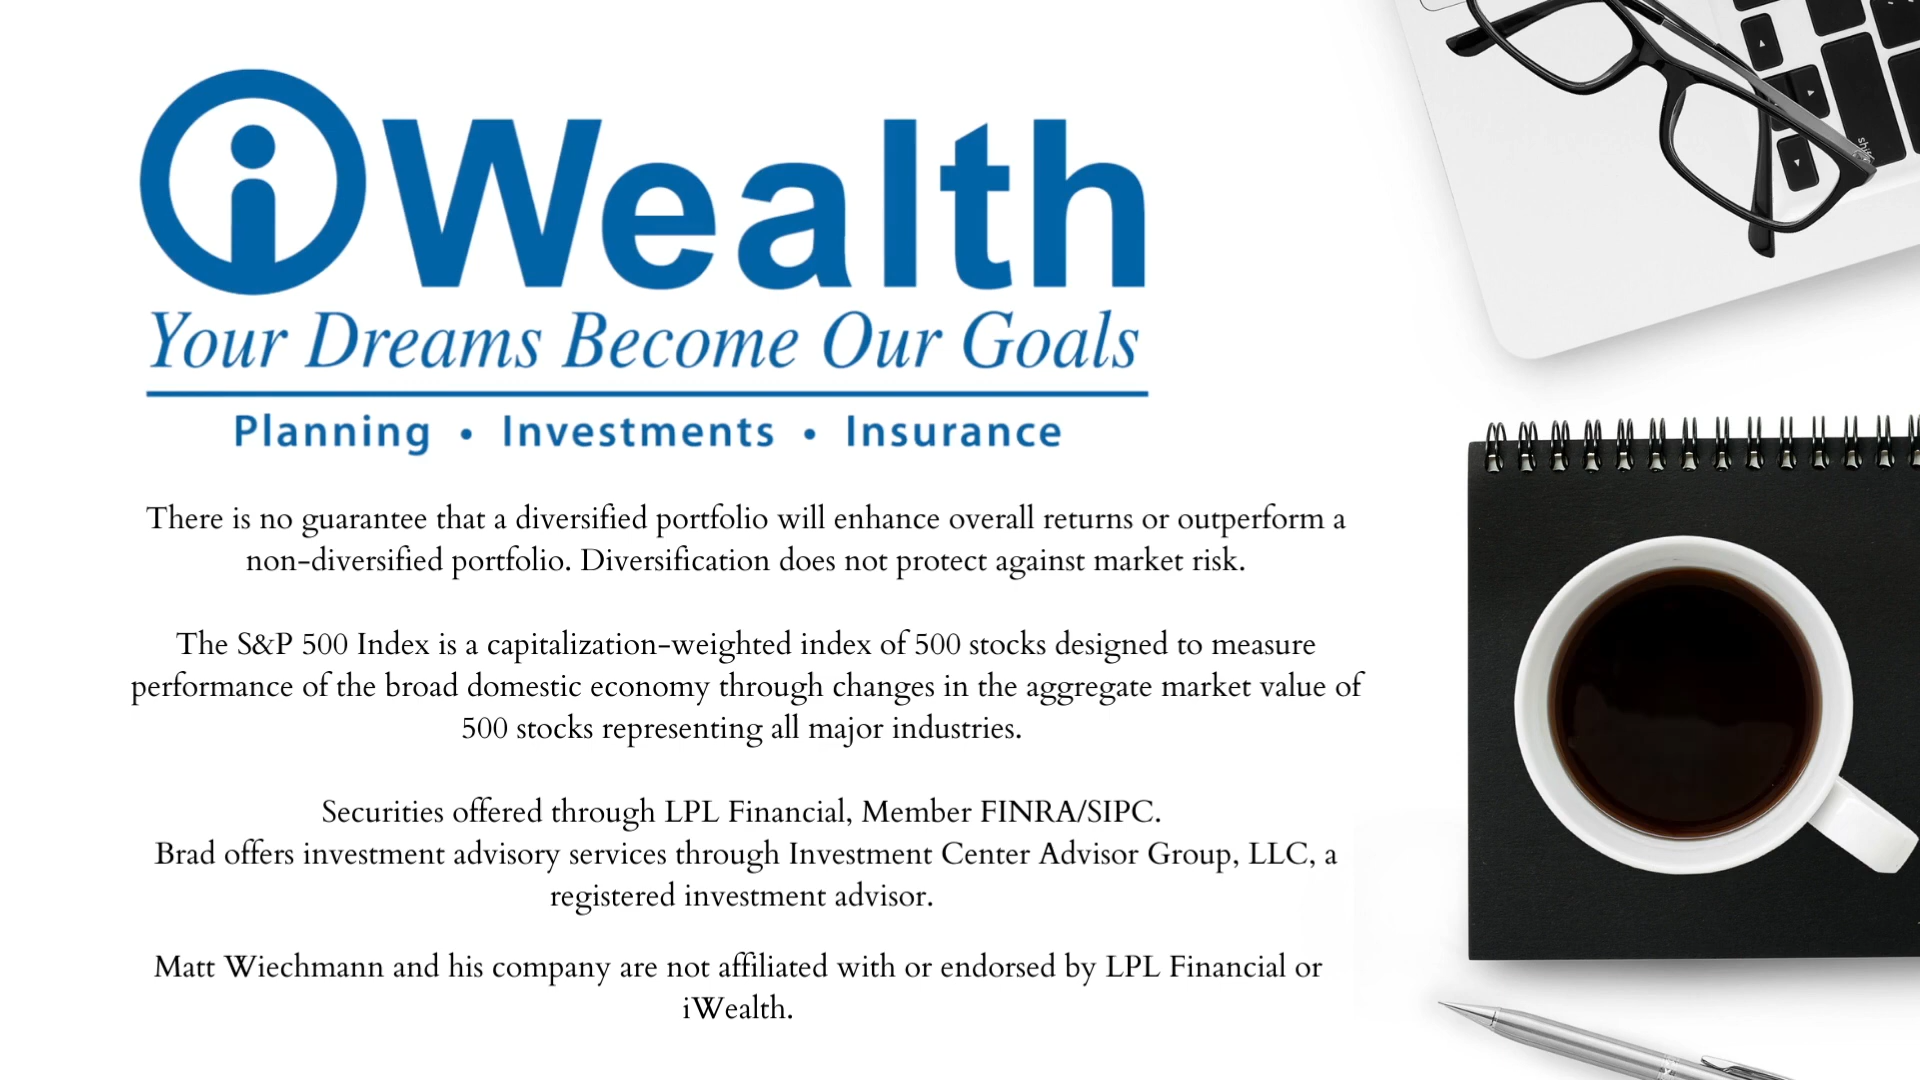 iWealth
Your Dreams Become Our Goals
Planning • Investments • Insurance
There is no guarantee that a diversified portfolio will enhance overall returns or outperform a
non-diversified portfolio. Diversification does not protect against market risk.
The S&P 500 Index is a capitalization-weighted index of 500 stocks designed to measure
performance of the broad domestic economy through changes in the aggregate market value of
500 stocks representing all major industries.
Securities offered through LPL Financial, Member FINRA/SIPC.
Brad offers investment advisory services through Investment Center Advisor Group, LLC, a
registered investment advisor.
Matt Wiechmann and his company are not affiliated with or endorsed by LPL Financial or
iWealth.